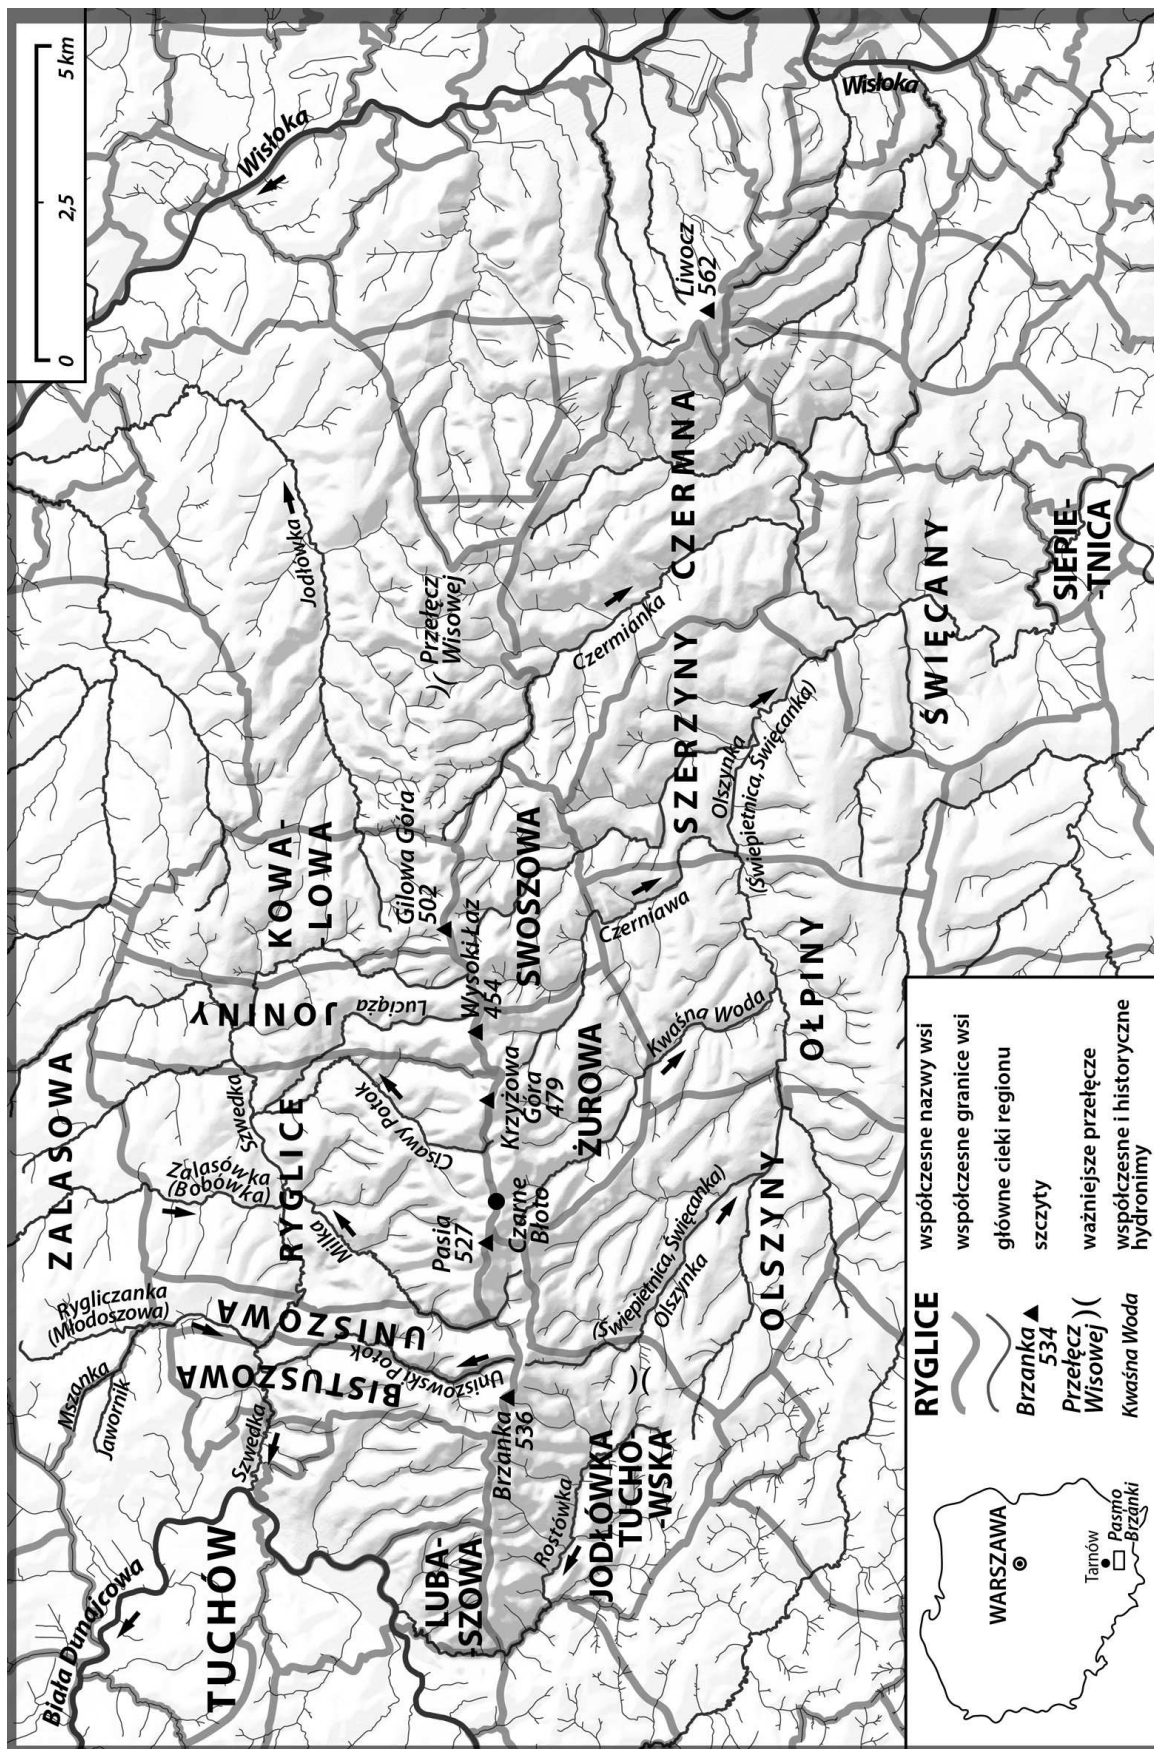 Biała Dunajcowa
TUCHÓW
Mszanka
Jawornik
Rygliczanka
(Młodoszowa)
ZALASOWA
Szwedka
BISTUSZOWA
UNISZOWA
Uniszowski Potok
Zalasówka
(Bobówka)
Szwedka
RYGLICE
Milka
Cisawy Potok
JONINY
Luciąża
KOWA-
-LOWA
Jodłówka
Wisłoka
0
2,5
5 km
LUBA-
-SZOWA
Brzanka
536
Pasia
527
Czarne
Błoto
Krzyżowa
Góra
479
Wysoki Łaz
454
Gilowa Góra
502
Przełęcz
Wisowej
)(
Rostówka
JODŁÓWKA
TUCHO-
-WSKA
)(
(Świepietnica, Święcanka)
Olszynka
OLSZYNY
ŻUROWA
Kwaśna Woda
SWOSZOWA
Czerniawa
OŁPINY
SZERZYNY
Olszynka
(Świepietnica, Święcanka)
Czermianka
CZERMNA
Liwocz
562
Wisłoka
ŚWIĘCANY
SIEPIE-
-TNICA
WARSZAWA
Tarnów
Pasmo
Brzanki
RYGLICE
współczesne nazwy wsi
współczesne granice wsi
główne cieki regionu
Brzanka
534
szczyty
Przełęcz
Wisowej )(
ważniejsze przełęcze
Kwaśna Woda
współczesne i historyczne
hydronimy